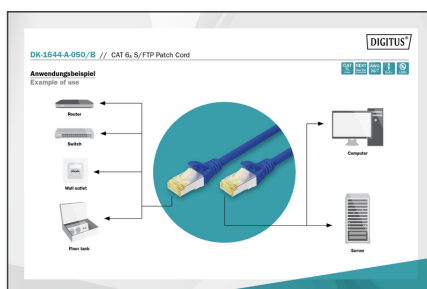 DIGITUS®
DK-1644-A-050/B // CAT 6A S/FTP Patch Cord
Anwendungsbeispiel
Example of use
Router
Switch
Wall outlet
Floor tank
Computer
Server